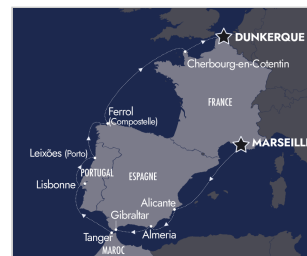 DUNKERQUE
Cherbourg-en-Cotentin
FRANCE
Ferrol
(Compostelle)
MARSEILL
Leixões (Porto)
PORTUGAL
ESPAGNE
Lisbonne
Alicante
Gibraltar
Almeria
Tanger
MAROC